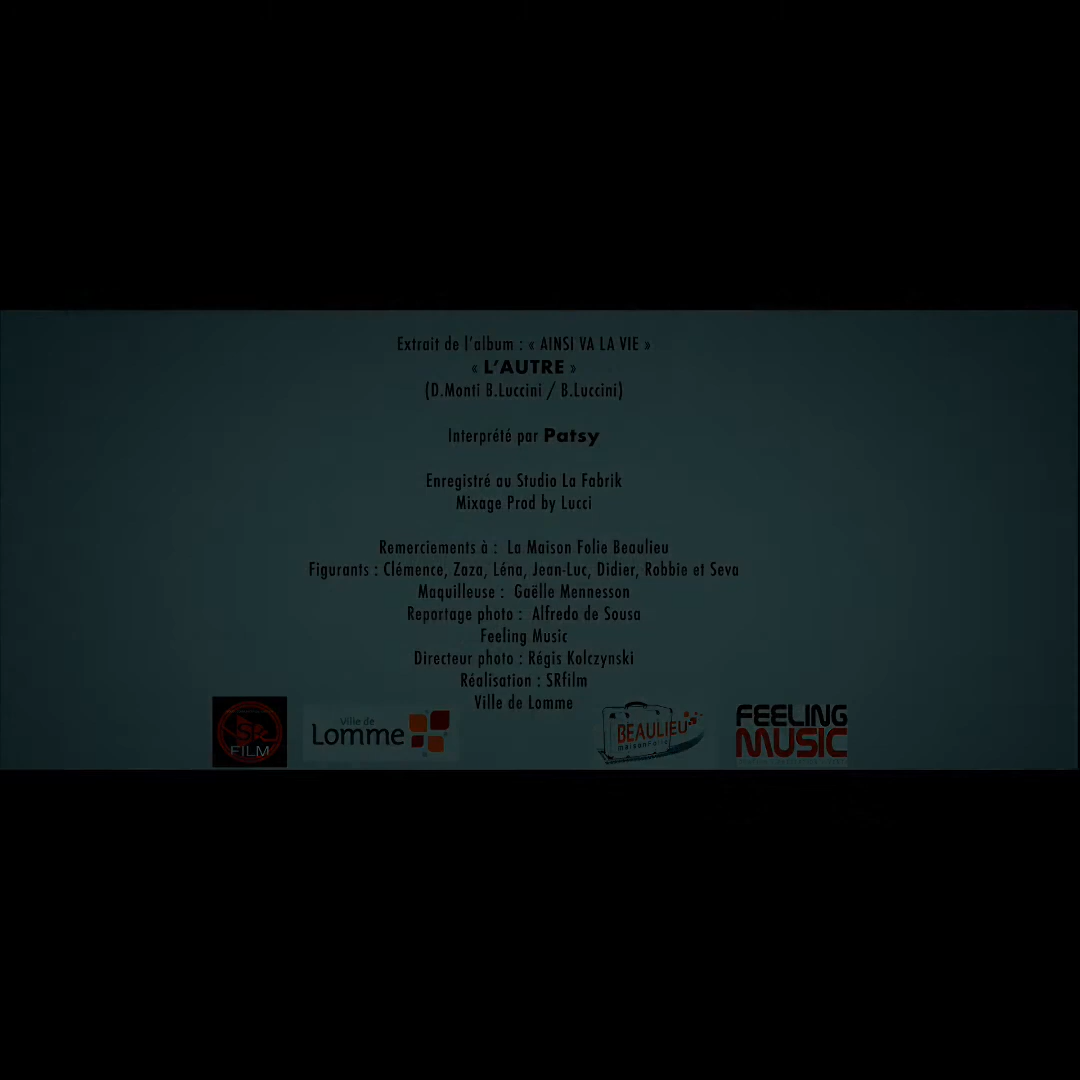 Extrait de l'album : « AINSI VA LA VIE »
« L'AUTRE »
(D.Monti B.Luccini / B.Luccini)
Interprété par Patsy
Enregistré au Studio La Fabrik
Mixage Prod by Lucci
Remerciements à : La Maison Folie Beaulieu
Figurants : Clémence, Zaza, Léna, Jean-Luc, Didier, Robbie et Seva
Maquilleuse : Gaëlle Mennesson
Reportage photo : Alfredo de Sousa
Feeling Music
Directeur photo : Régis Kolczynski
Réalisation : SRfilm
Ville de Lomme
SR
FILM
Ville de
Lomme
BEAULIEU
maisonFolie
FEELING
MUSIC